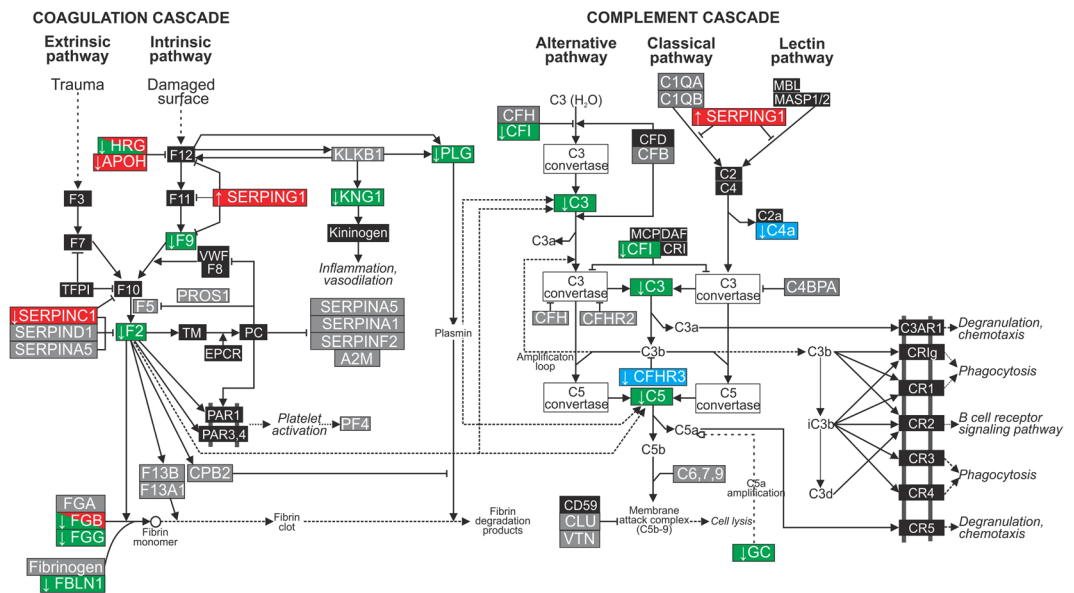 COAGULATION CASCADE
COMPLEMENT CASCADE
Extrinsic
pathway
Intrinsic
pathway
Trauma
Damaged
surface
↓ HRG
↓APOH
F12
KLKB1
↓PLG
F3
F11
↑ SERPING1
↓KNG1
F7
↓F9
Kininogen
VWF
F8
Inflammation,
vasodilation
TFPI
F10
PROS1
F5
↓SERPINC1
SERPIND1
SERPINA5
↓F2
TM
PC
EPCR
SERPINA5
SERPINA1
SERPINF2
A2M
Plasmin
PAR1
PAR3,4
Platelet
activation
PF4
F13B
F13A1
CPB2
FGA
↓ FGB
↓ FGG
Fibrin
monomer
Fibrin
clot
Fibrin
degradation
products
Fibrinogen
↓ FBLN1
Alternative
pathway
Classical
pathway
Lectin
pathway
C3 (H2O)
C1QA
C1QB
MBL
MASP1/2
CFH
↓CFI
↑ SERPING1
CFD
CFB
C3
convertase
C2
C4
↓C3
C2a
↓C4a
C3a
MCP
DAF
↓CFI
CRI
C3
convertase
↓C3
C3
convertase
C4BPA
CFH
CFHR2
C3a
Amplificaton
loop
C3b
C3b
↓ CFHR3
C5
convertase
↓C5
C5
convertase
C5a
C5b
iC3b
C6,7,9
C5a
amplification
C3d
CD59
CLU
VTN
Membrane
attack complex
(C5b-9)
Cell lysis
↓GC
C3AR1
Degranulation,
chemotaxis
CRIg
Phagocytosis
CR1
CR2
B cell receptor
signaling pathway
CR3
Phagocytosis
CR4
CR5
Degranulation,
chemotaxis